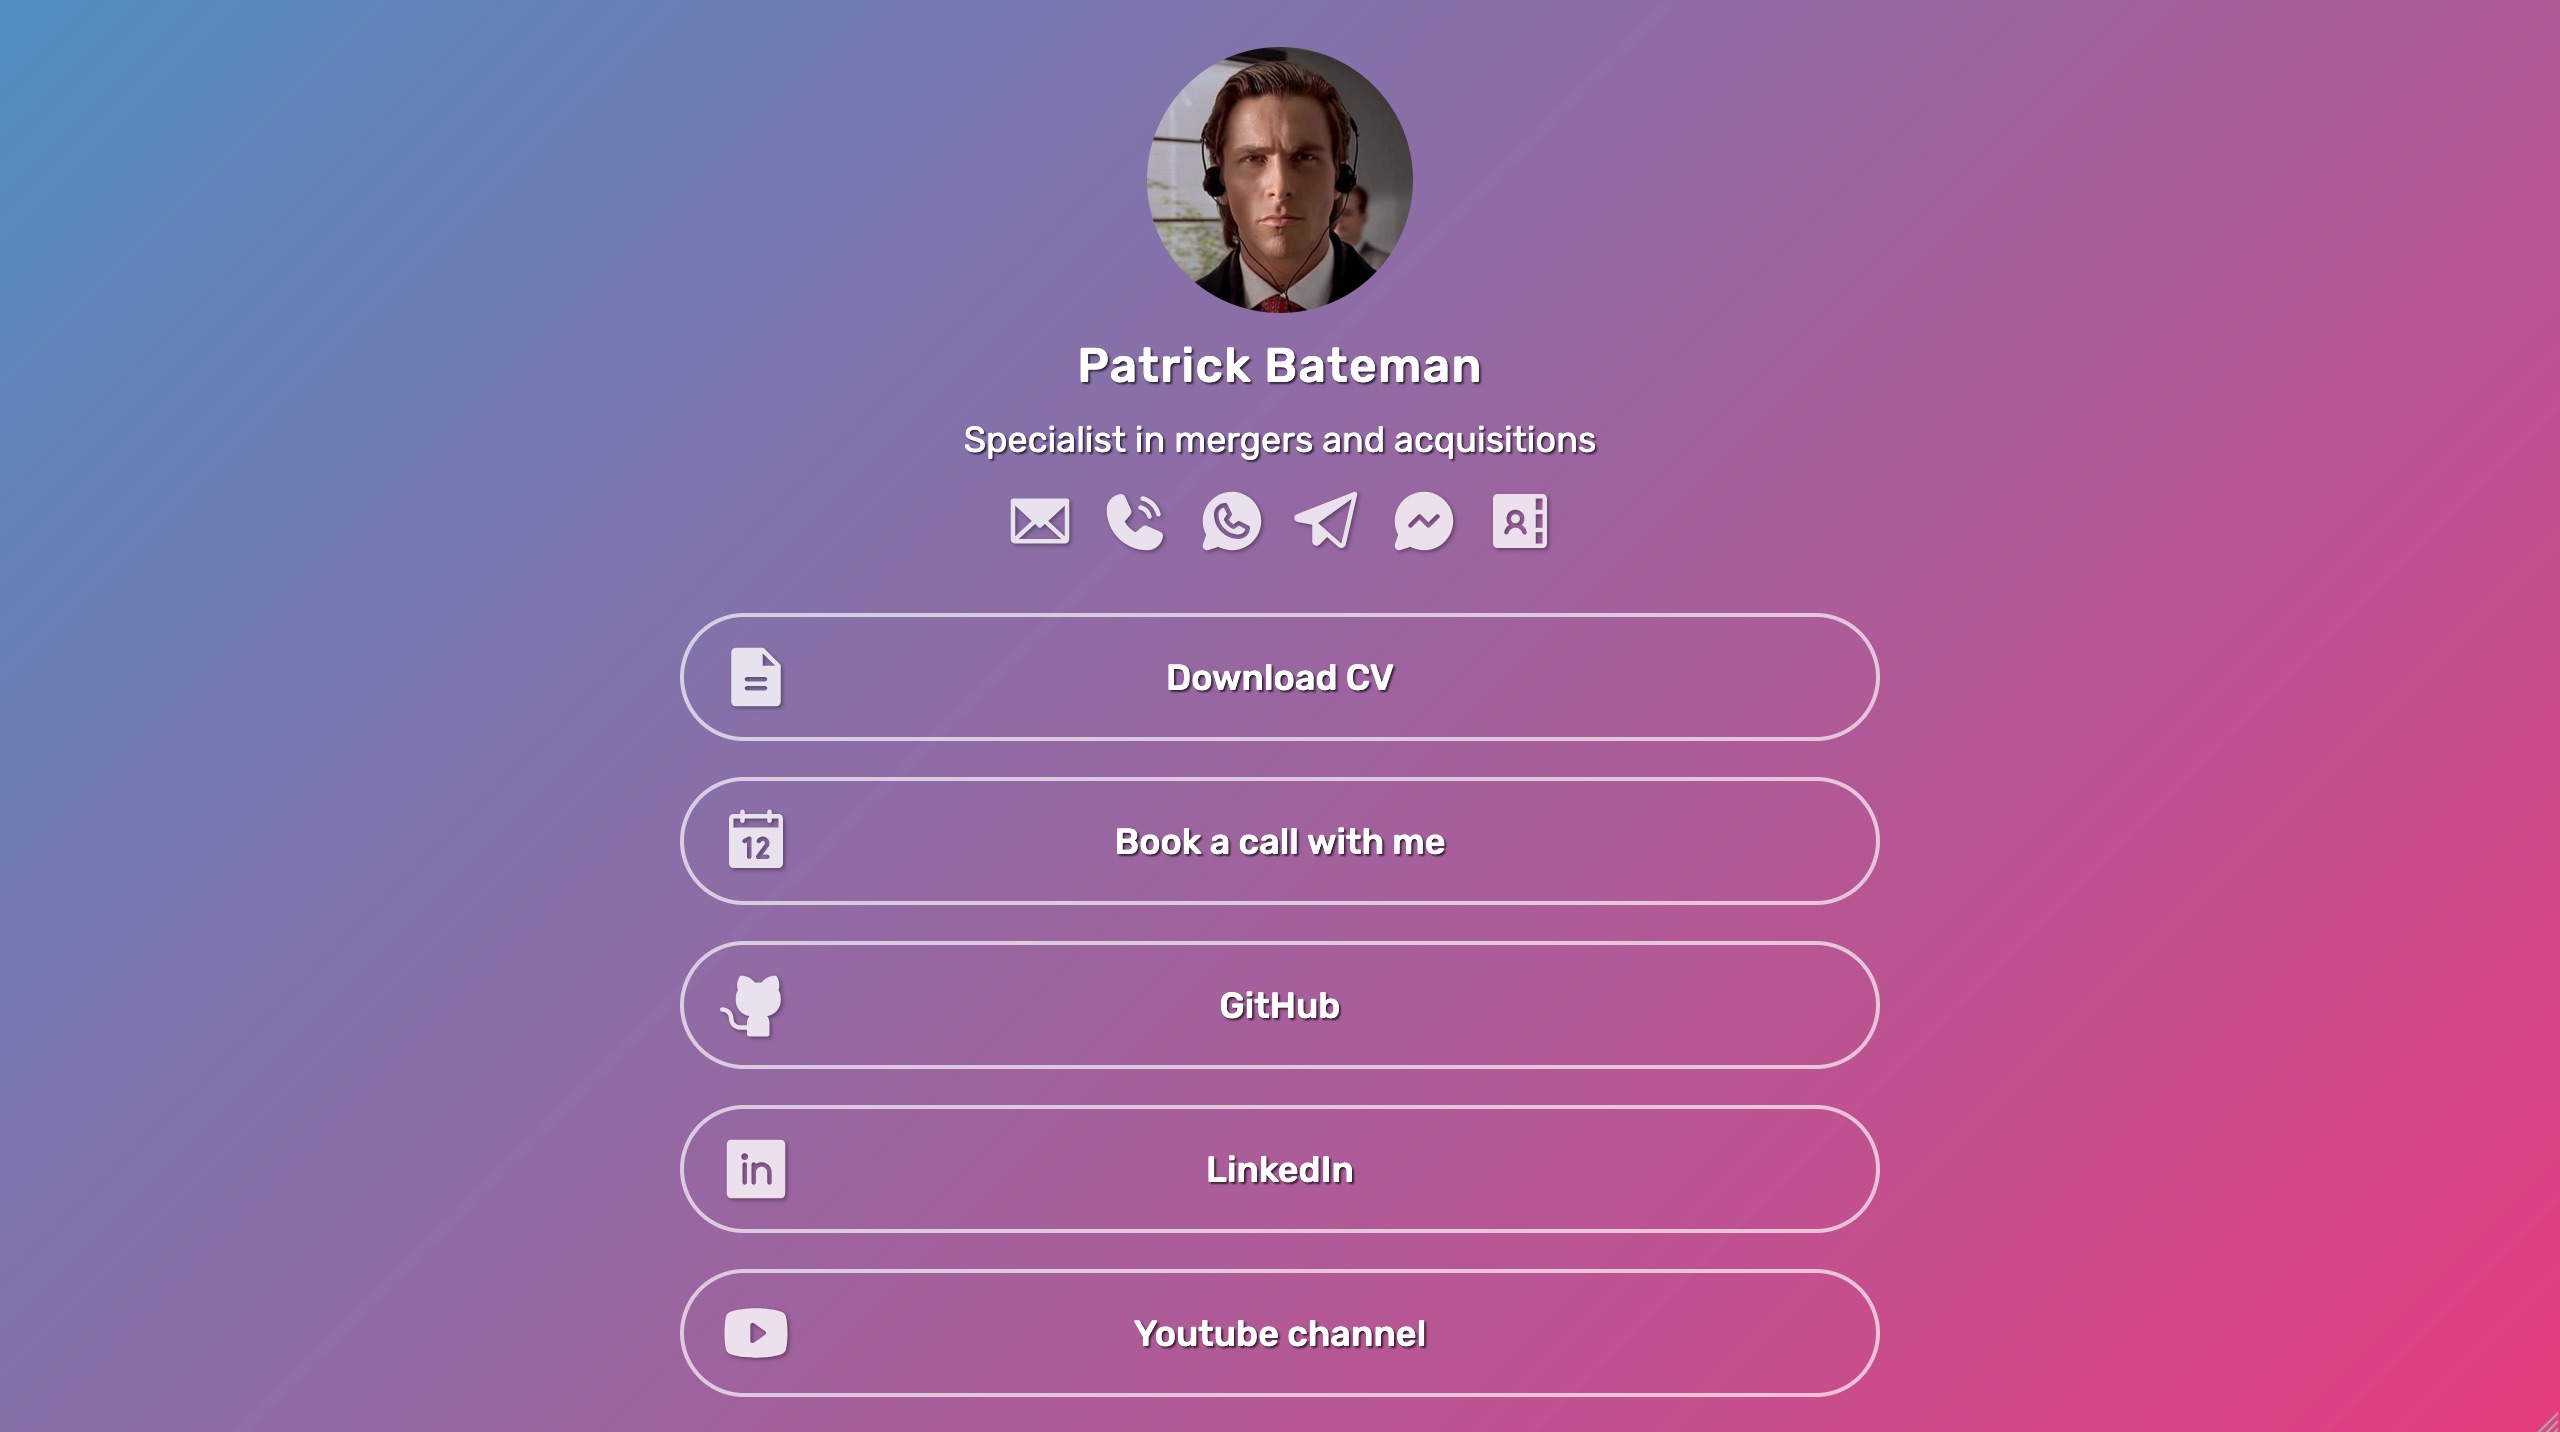 Patrick Bateman
Specialist in mergers and acquisitions
Download CV
12
Book a call with me
GitHub
in
LinkedIn
Youtube channel